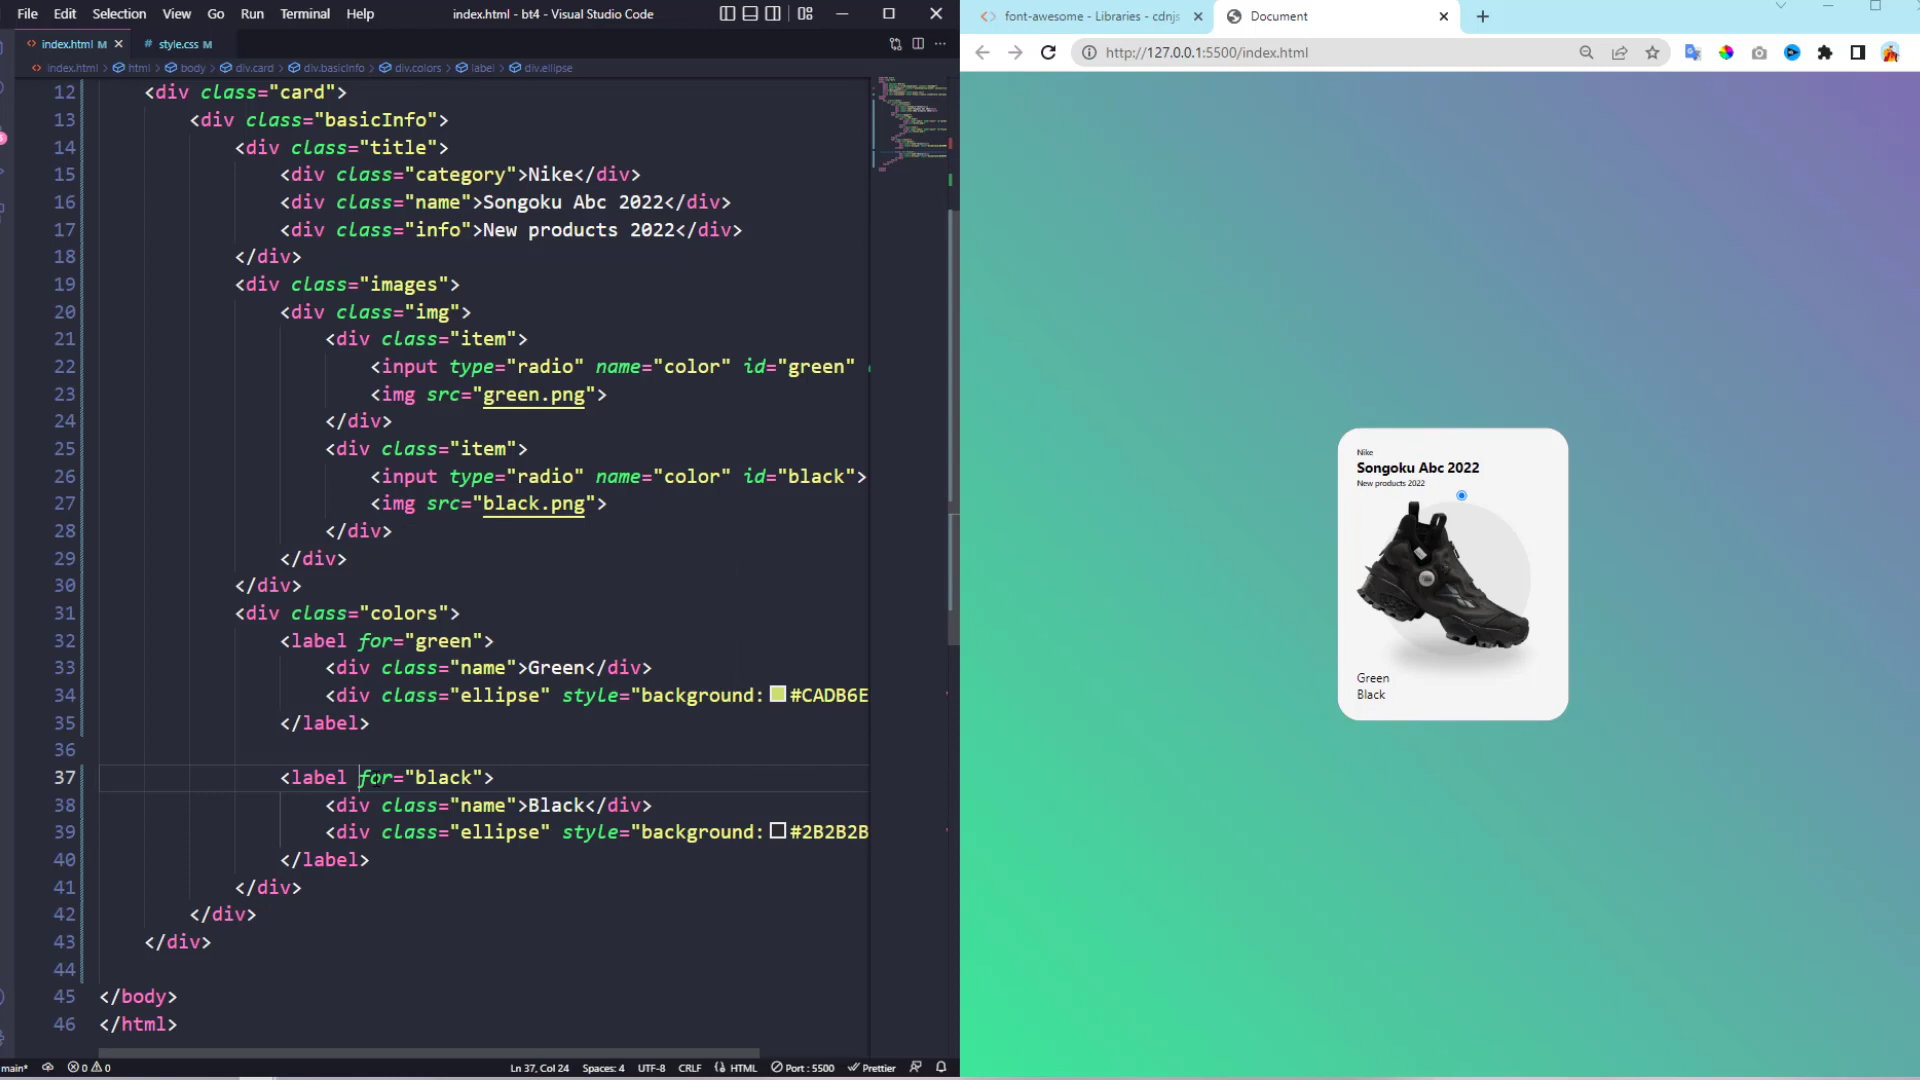 File Edit Selection View Go Run Terminal Help index.html - bt4 - Visual Studio Code
index.html M style.css M
index.html html body div.card div.basicInfo div.colors label div.ellipse
12 <div class="card">
13 <div class="basicInfo">
14 <div class="title">
15 <div class="category">Nike</div>
16 <div class="name">Songoku Abc 2022</div>
17 <div class="info">New products 2022</div>
18 </div>
19 <div class="images">
20 <div class="img">
21 <div class="item">
22 <input type="radio" name="color" id="green"
23 <img src="green.png">
24 </div>
25 <div class="item">
26 <input type="radio" name="color" id="black">
27 <img src="black.png">
28 </div>
29 </div>
30 </div>
31 <div class="colors">
32 <label for="green">
33 <div class="name">Green</div>
34 <div class="ellipse" style="background: #CADB6E
35 </label>
36
37 <label for="black">
38 <div class="name">Black</div>
39 <div class="ellipse" style="background: #2B2B2B
40 </label>
41 </div>
42 </div>
43 </div>
44
45 </body>
46 </html>
main* 0 0 Ln 37, Col 24 Spaces: 4 UTF-8 CRLF HTML Port : 5500 Prettier
font-awesome - Libraries - cdnjs Document
http://127.0.0.1:5500/index.html
Nike
Songoku Abc 2022
New products 2022
Green
Black